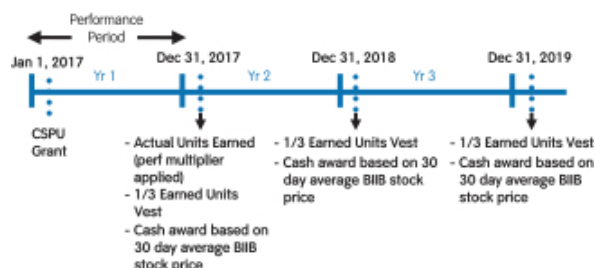 Performance
Period
Jan 1, 2017
Dec 31, 2017
Dec 31, 2018
Dec 31, 2019
Yr 1
Yr 2
Yr 3
CSPU
Grant
- Actual Units Earned
(perf multiplier
applied)
- 1/3 Earned Units
Vest
- Cash award based on
30 day average BIIB
stock price
- 1/3 Earned Units Vest
- Cash award based on 30
day average BIIB stock
price
- 1/3 Earned Units Vest
- Cash award based on
30 day average BIIB
stock price